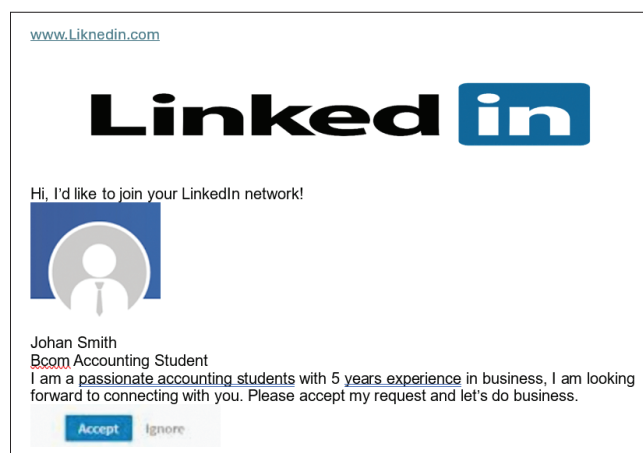 www.Liknedin.com
Linked in
Hi, I'd like to join your LinkedIn network!
Johan Smith
Bcom Accounting Student
I am a passionate accounting students with 5 years experience in business, I am looking
forward to connecting with you. Please accept my request and let's do business.
Accept Ignore